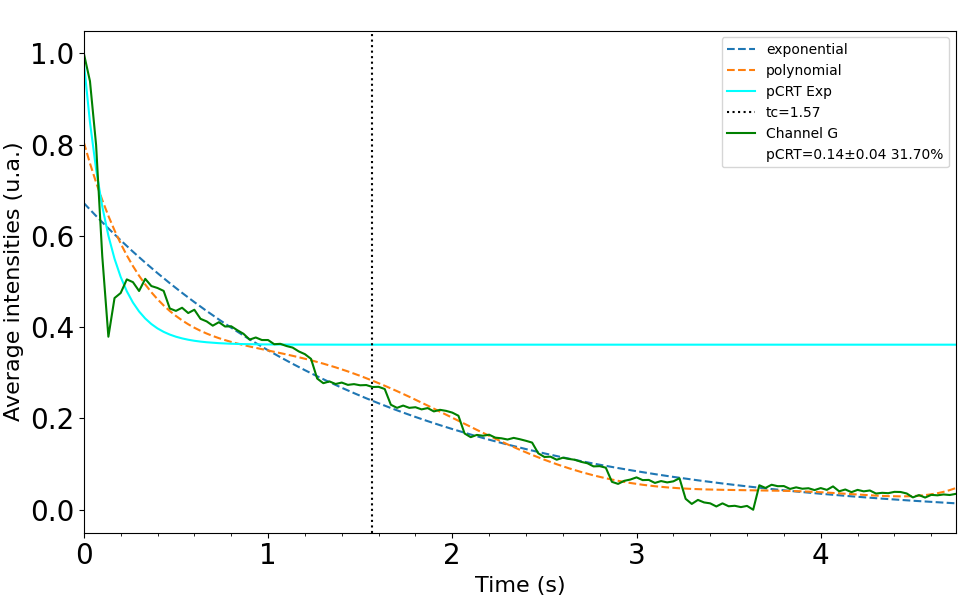 exponential
polynomial
pCRT Exp
tc=1.57
Channel G
pCRT=0.14±0.04 31.70%
Average intensities (u.a.)
1.0
0.8
0.6
0.4
0.2
0.0
0 1 2 3 4
Time (s)